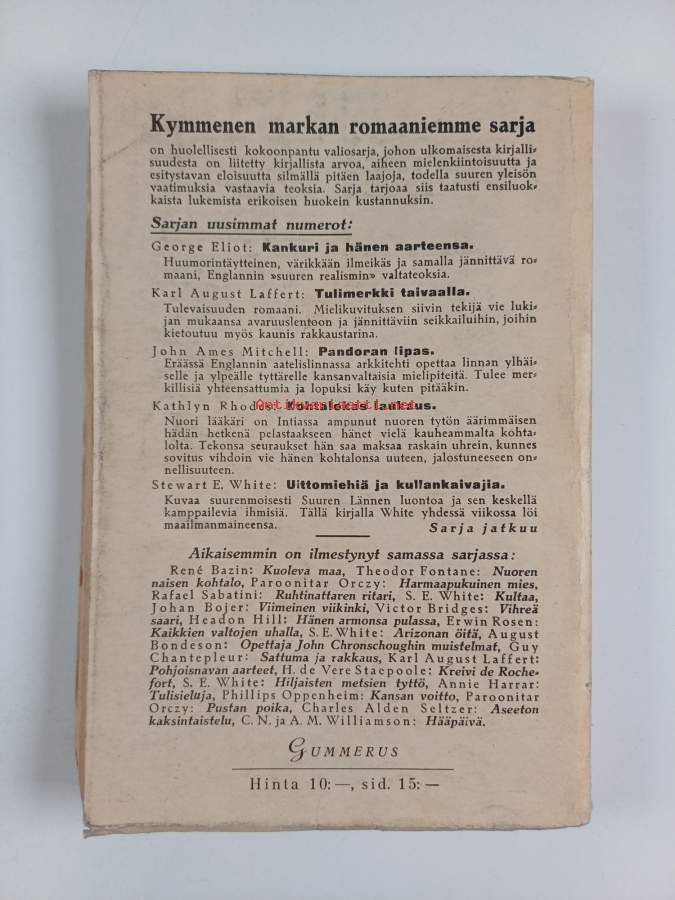 Kymmenen markan romaaniemme sarja
on huolellisesti kokoonpantu valiosarja, johon ulkomaisesta kirjalli-
suudesta on liitetty kirjallista arvoa, aiheen mielenkiintoisuutta ja
esitystavan eloisuutta silmällä pitäen laajoja, todella suuren yleisön
vaatimuksia vastaavia teoksia. Sarja tarjoaa siis taatusti ensiluok-
kaista lukemista erikoisen huokein kustannuksin.
Sarjan uusimmat numerot:
George Eliot: Kankuri ja hänen aarteensa.
Huumorintäytteinen, värikkään ilmeikäs ja samalla jännittävä ro-
maani, Englannin »suuren realismin» valtateoksia.
Karl August Laffert: Tulimerkki taivaalla.
Tulevaisuuden romaani. Mielikuvituksen siivin tekijä vie luki-
jan mukaansa avaruuslentoon ja jännittäviin seikkailuihin, joihin
kietoutuu myös kaunis rakkaustarina.
John Ames Mitchell: Pandoran lipas.
Eräässä Englannin aatelislinnassa arkkitehti opettaa linnan ylhäi-
selle ja ylpeälle tyttärelle kansanvaltaisia mielipiteitä. Tulee mer-
killisiä yhteensattumia ja lopuksi käy kuten pitääkin.
Kathlyn Rhodes: Kohtalokas laukaus.
Antikvariaatti.net
Nuori lääkäri on Intiassa ampunut nuoren tytön äärimmäisen
hädän hetkenä pelastaakseen hänet vielä kauheammalta kohta-
lolta. Tekonsa seuraukset hän saa maksaa raskain uhrein, kunnes
sovitus vihdoin vie hänen kohtalonsa uuteen, jalostuneeseen on-
nellisuuteen.
Stewart E. White: Uittomiehiä ja kullankaivajia.
Kuvaa suurenmoisesti Suuren Lännen luontoa ja sen keskellä
kamppailevia ihmisiä. Tällä kirjalla White yhdessä viikossa löi
maailmanmaineensa. Sarja jatkuu
Aikaisemmin on ilmestynyt samassa sarjassa:
René Bazin: Kuoleva maa, Theodor Fontane: Nuoren
naisen kohtalo, Paroonitar Orczy: Harmaapukuinen mies,
Rafael Sabatini: Ruhtinattaren ritari, S. E. White: Kultaa,
Johan Bojer: Viimeinen viikinki, Victor Bridges: Vihreä
saari, Headon Hill: Hänen armonsa pulassa, Erwin Rosen:
Kaikkien valtojen uhalla, S. E. White: Arizonan öitä, August
Bondeson: Opettaja John Chronschoughin muistelmat, Guy
Chantepleur: Sattuma ja rakkaus, Karl August Laffert:
Pohjoisnavan aarteet, H. de Vere Stacpoole: Kreivi de Roche-
fort, S. E. White: Hiljaisten metsien tyttö, Annie Harrar:
Tulisieluja, Phillips Oppenheim: Kansan voitto, Paroonitar
Orczy: Pustan poika, Charles Alden Seltzer: Aseeton
kaksintaistelu, C. N. ja A. M. Williamson: Hääpäivä.
GUMMERUS
Hinta 10: —, sid. 15: —